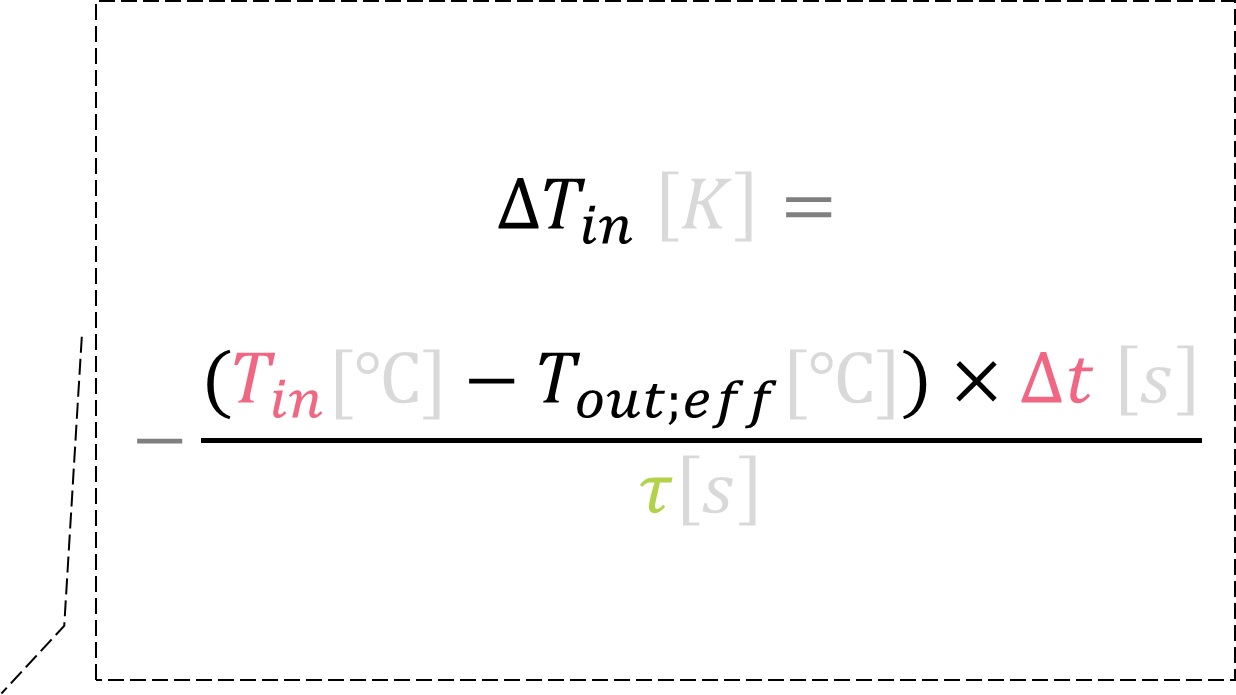 ΔT_in [K] =
− ((T_in[°C] − T_out;eff[°C]) × Δt [s]) / τ[s]